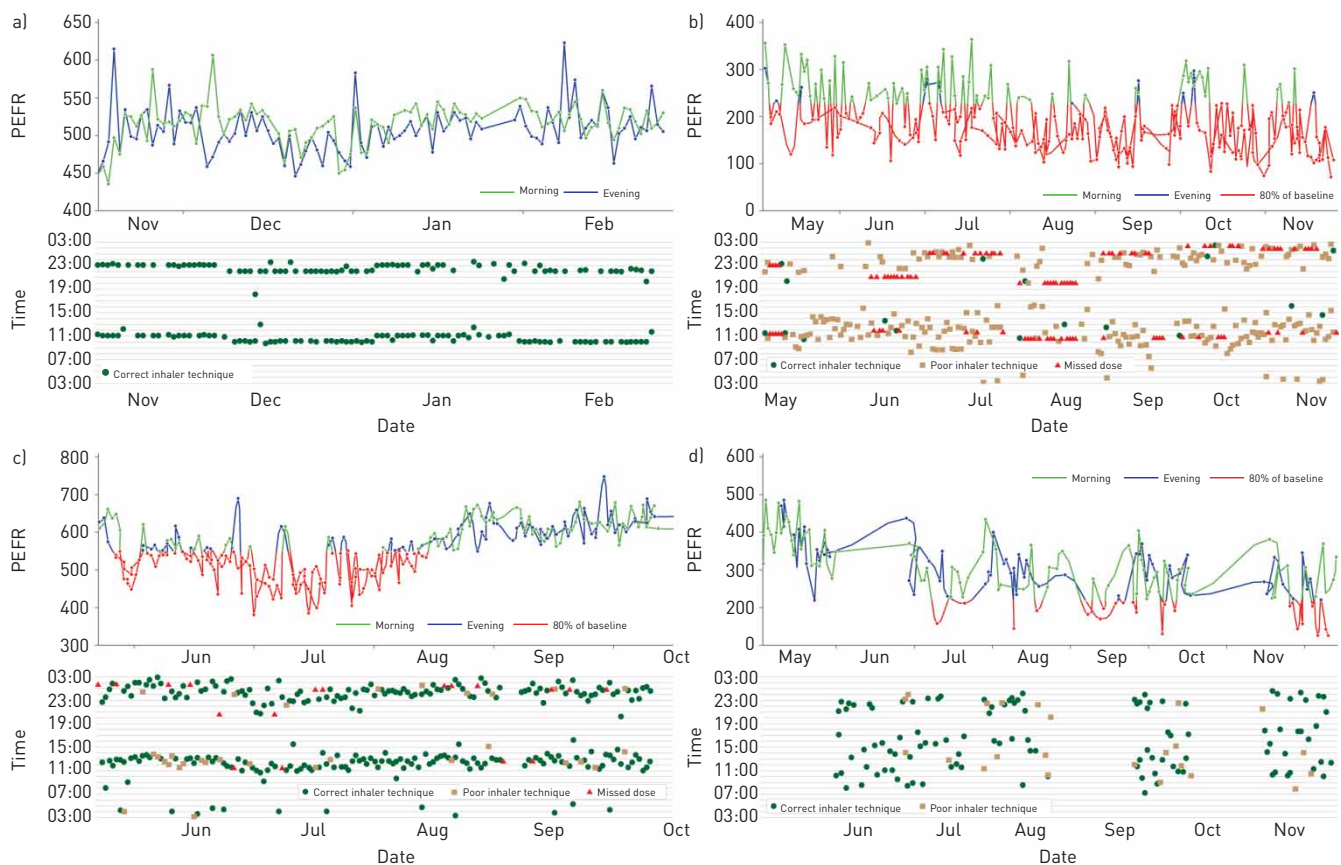 a)
650
600
550
500
450
400
PEFR
Morning Evening
Nov Dec Jan Feb
03:00
23:00
19:00
15:00
11:00
07:00
03:00
Time
Correct inhaler technique
Nov Dec Jan Feb
Date
b)
400
300
200
100
0
PEFR
Morning Evening 80% of baseline
May Jun Jul Aug Sep Oct Nov
03:00
23:00
19:00
15:00
11:00
07:00
03:00
Time
Correct inhaler technique Poor inhaler technique Missed dose
May Jun Jul Aug Sep Oct Nov
Date
c)
800
700
600
500
400
300
PEFR
Morning Evening 80% of baseline
Jun Jul Aug Sep Oct
03:00
23:00
19:00
15:00
11:00
07:00
03:00
Time
Correct inhaler technique Poor inhaler technique Missed dose
Jun Jul Aug Sep Oct
Date
d)
600
500
400
300
200
100
0
PEFR
Morning Evening 80% of baseline
May Jun Jul Aug Sep Oct Nov
03:00
23:00
19:00
15:00
11:00
07:00
03:00
Time
Correct inhaler technique Poor inhaler technique
Jun Jul Aug Sep Oct Nov
Date